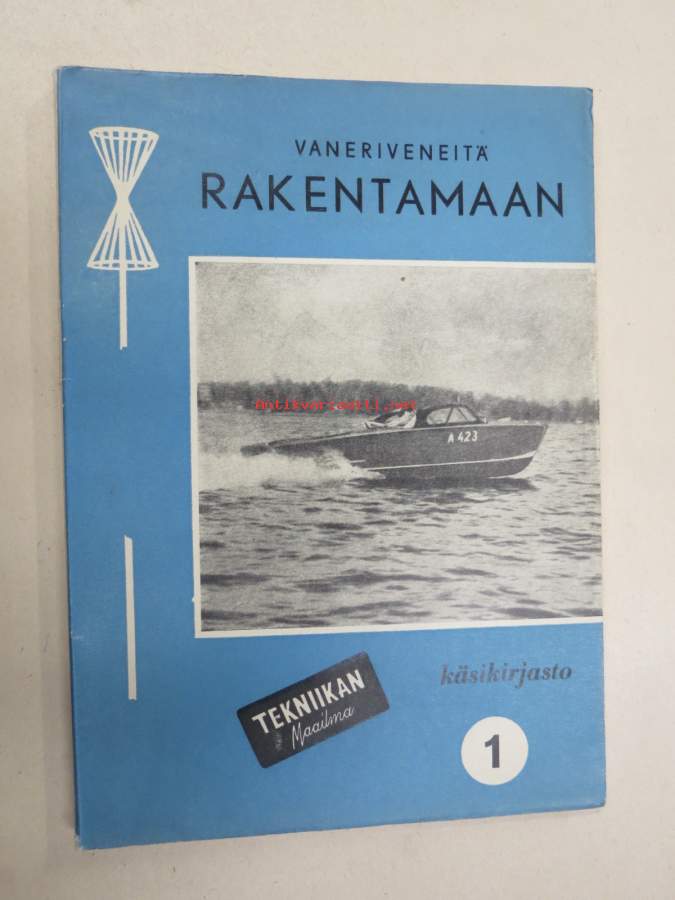 VANERIVENEITÄ
RAKENTAMAAN
Antikvariaatti.net
A 423
käsikirjasto
TEKNIIKAN
Maailma
1